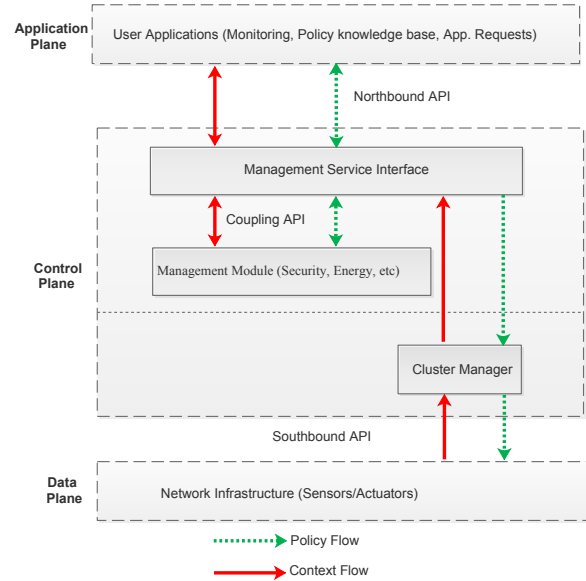 Application
Plane
User Applications (Monitoring, Policy knowledge base, App. Requests)
Northbound API
Management Service Interface
Coupling API
Management Module (Security, Energy, etc)
Control
Plane
Cluster Manager
Southbound API
Data
Plane
Network Infrastructure (Sensors/Actuators)
Policy Flow
Context Flow